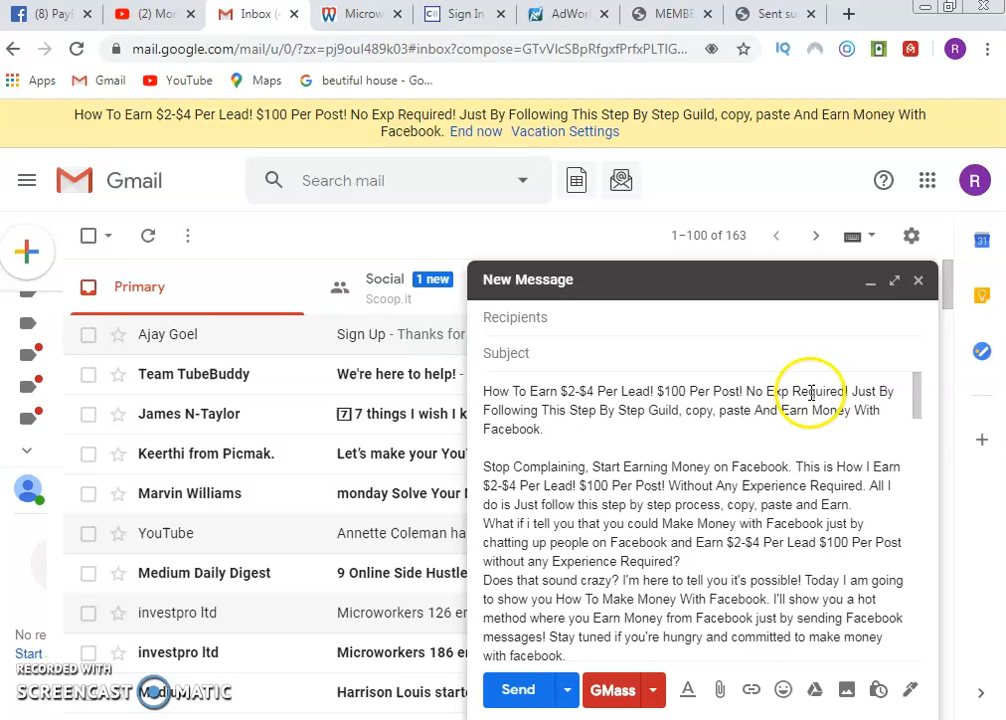 (8) Pay
(2) Mon
Inbox (
Microw
Sign In
AdWor
MEMBE
Sent su
mail.google.com/mail/u/0/?zx=pj9oul489k03#inbox?compose=GTvVlcSBpRfgxfPrfxPLTlG...
IQ
R
Apps
Gmail
YouTube
Maps
beutiful house - Go...
How To Earn $2-$4 Per Lead! $100 Per Post! No Exp Required! Just By Following This Step By Step Guild, copy, paste And Earn Money With
Facebook. End now Vacation Settings
Gmail
Search mail
R
1–100 of 163
31
Primary
Social 1 new
Scoop.it
New Message
Recipients
Subject
Ajay Goel Sign Up - Thanks for
Team TubeBuddy We're here to help! -
James N-Taylor 7 7 things I wish I k
Keerthi from Picmak. Let's make your You
Marvin Williams monday Solve Your M
YouTube Annette Coleman ha
Medium Daily Digest 9 Online Side Hustle
investpro ltd Microworkers 126 e
investpro ltd Microworkers 186 e
Harrison Louis starte
How To Earn $2-$4 Per Lead! $100 Per Post! No Exp Required! Just By
Following This Step By Step Guild, copy, paste And Earn Money With
Facebook.
Stop Complaining, Start Earning Money on Facebook. This is How I Earn
$2-$4 Per Lead! $100 Per Post! Without Any Experience Required. All I
do is Just follow this step by step process, copy, paste and Earn.
What if i tell you that you could Make Money with Facebook just by
chatting up people on Facebook and Earn $2-$4 Per Lead $100 Per Post
without any Experience Required?
Does that sound crazy? I'm here to tell you it's possible! Today I am going
to show you How To Make Money With Facebook. I'll show you a hot
method where you Earn Money from Facebook just by sending Facebook
messages! Stay tuned if you're hungry and committed to make money
with facebook.
Send
GMass
No re
Start
RECORDED WITH
SCREENCAST MATIC